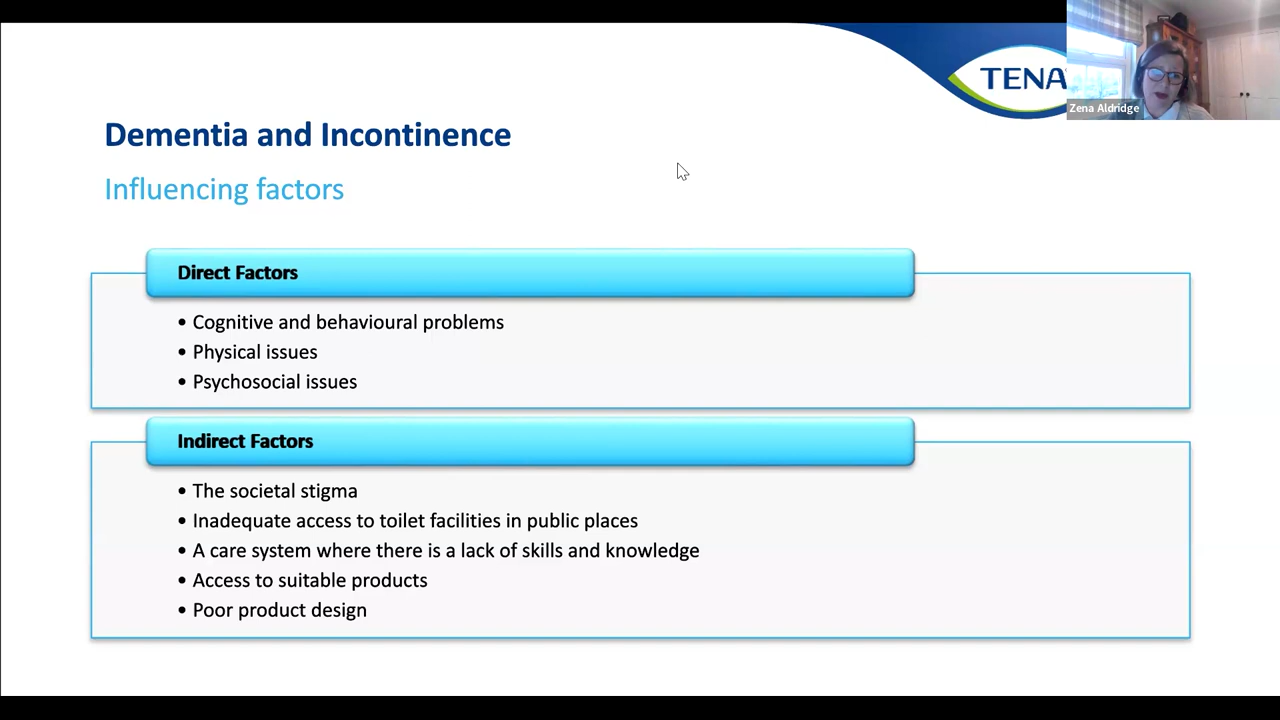 TENA
Zena Aldridge
Dementia and Incontinence
Influencing factors
Direct Factors
• Cognitive and behavioural problems
• Physical issues
• Psychosocial issues
Indirect Factors
• The societal stigma
• Inadequate access to toilet facilities in public places
• A care system where there is a lack of skills and knowledge
• Access to suitable products
• Poor product design